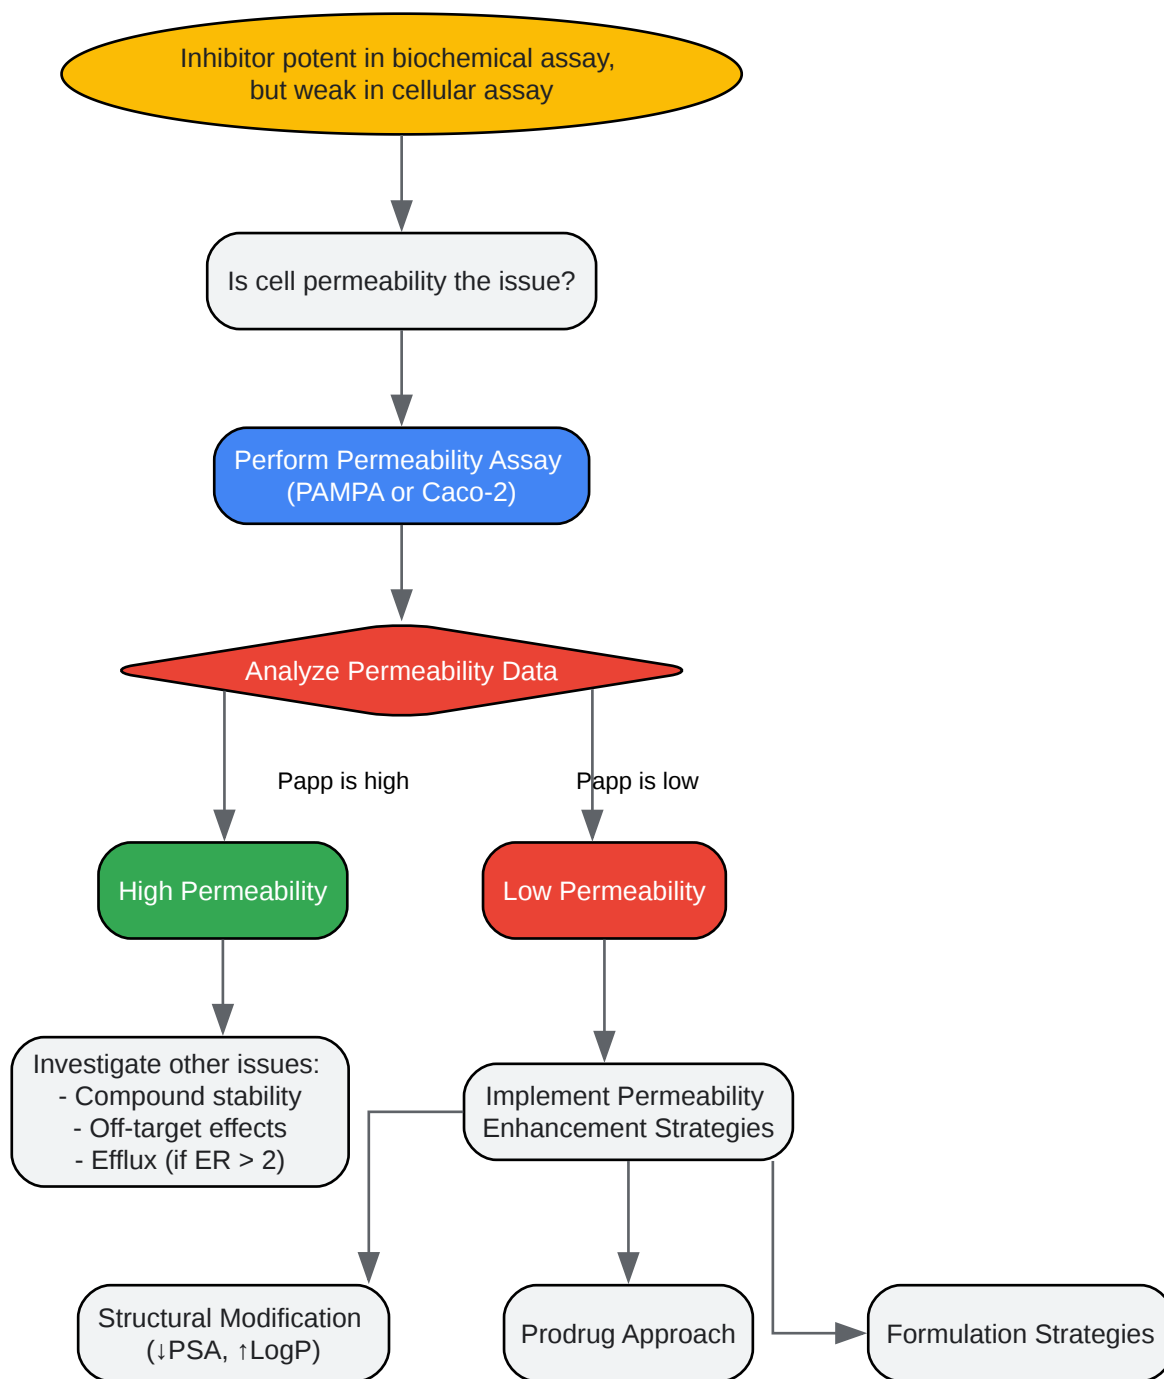 Inhibitor potent in biochemical assay,
but weak in cellular assay
Is cell permeability the issue?
Perform Permeability Assay
(PAMPA or Caco-2)
Analyze Permeability Data
Papp is high
Papp is low
High Permeability
Low Permeability
Investigate other issues:
- Compound stability
- Off-target effects
- Efflux (if ER > 2)
Implement Permeability
Enhancement Strategies
Structural Modification
(↓PSA, ↑LogP)
Prodrug Approach
Formulation Strategies